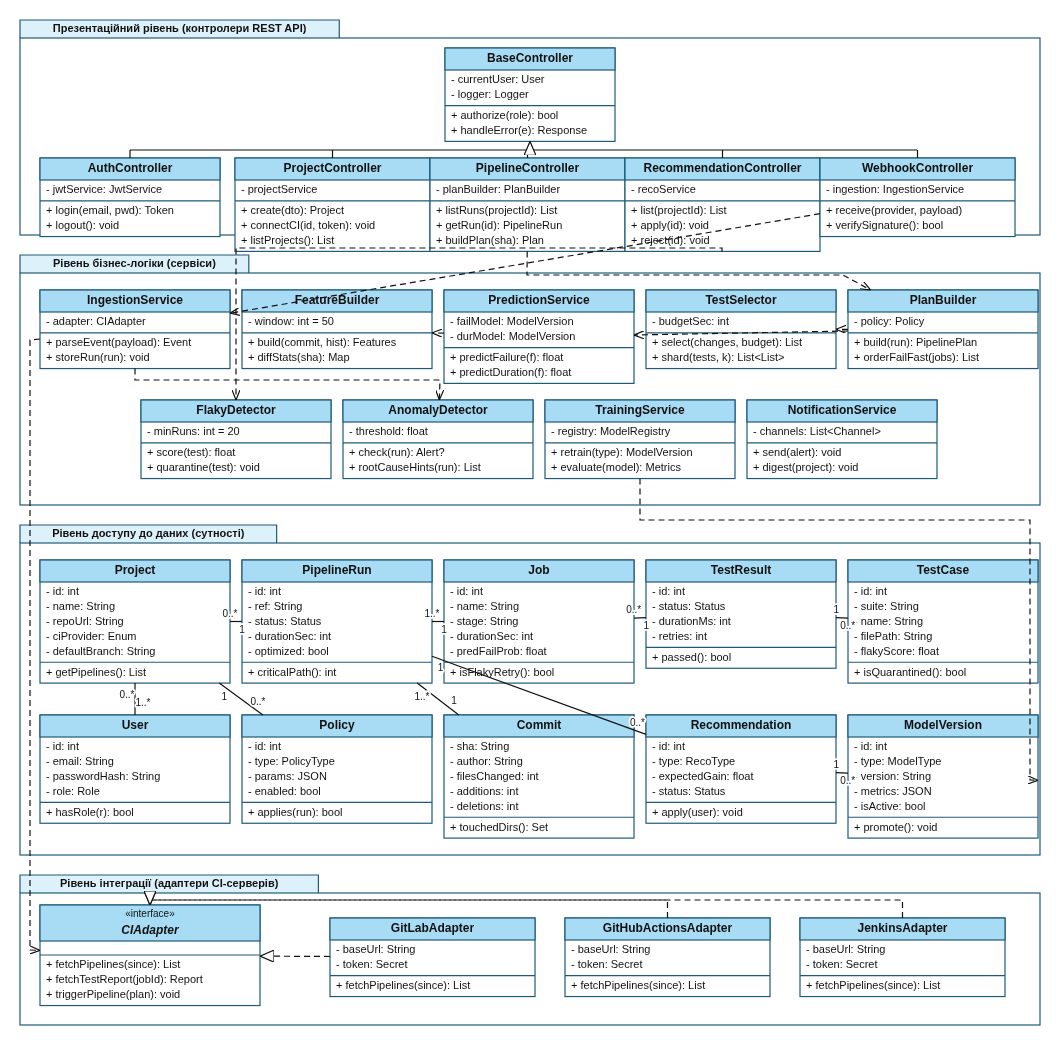 Презентаційний рівень (контролери REST API)
BaseController
- currentUser: User
- logger: Logger
+ authorize(role): bool
+ handleError(e): Response
AuthController
- jwtService: JwtService
+ login(email, pwd): Token
+ logout(): void
ProjectController
- projectService
+ create(dto): Project
+ connectCI(id, token): void
+ listProjects(): List
PipelineController
- planBuilder: PlanBuilder
+ listRuns(projectId): List
+ getRun(id): PipelineRun
+ buildPlan(sha): Plan
RecommendationController
- recoService
+ list(projectId): List
+ apply(id): void
+ reject(id): void
WebhookController
- ingestion: IngestionService
+ receive(provider, payload)
+ verifySignature(): bool
Рівень бізнес-логіки (сервіси)
IngestionService
- adapter: CIAdapter
+ parseEvent(payload): Event
+ storeRun(run): void
FeatureBuilder
- window: int = 50
+ build(commit, hist): Features
+ diffStats(sha): Map
PredictionService
- failModel: ModelVersion
- durModel: ModelVersion
+ predictFailure(f): float
+ predictDuration(f): float
TestSelector
- budgetSec: int
+ select(changes, budget): List
+ shard(tests, k): List<List>
PlanBuilder
- policy: Policy
+ build(run): PipelinePlan
+ orderFailFast(jobs): List
FlakyDetector
- minRuns: int = 20
+ score(test): float
+ quarantine(test): void
AnomalyDetector
- threshold: float
+ check(run): Alert?
+ rootCauseHints(run): List
TrainingService
- registry: ModelRegistry
+ retrain(type): ModelVersion
+ evaluate(model): Metrics
NotificationService
- channels: List<Channel>
+ send(alert): void
+ digest(project): void
Рівень доступу до даних (сутності)
Project
- id: int
- name: String
- repoUrl: String
- ciProvider: Enum
- defaultBranch: String
+ getPipelines(): List
0..*
1
PipelineRun
- id: int
- ref: String
- status: Status
- durationSec: int
- optimized: bool
+ criticalPath(): int
1..*
1
Job
- id: int
- name: String
- stage: String
- durationSec: int
- predFailProb: float
+ isFlakyRetry(): bool
0..*
1
TestResult
- id: int
- status: Status
- durationMs: int
- retries: int
+ passed(): bool
1
0..*
TestCase
- id: int
- suite: String
- name: String
- filePath: String
- flakyScore: float
+ isQuarantined(): bool
0..*
1..*
1
0..*
1..*
1
1
0..*
User
- id: int
- email: String
- passwordHash: String
- role: Role
+ hasRole(r): bool
Policy
- id: int
- type: PolicyType
- params: JSON
- enabled: bool
+ applies(run): bool
Commit
- sha: String
- author: String
- filesChanged: int
- additions: int
- deletions: int
+ touchedDirs(): Set
Recommendation
- id: int
- type: RecoType
- expectedGain: float
- status: Status
+ apply(user): void
1
0..*
ModelVersion
- id: int
- type: ModelType
- version: String
- metrics: JSON
- isActive: bool
+ promote(): void
Рівень інтеграції (адаптери CI-серверів)
«interface»
CIAdapter
+ fetchPipelines(since): List
+ fetchTestReport(jobId): Report
+ triggerPipeline(plan): void
GitLabAdapter
- baseUrl: String
- token: Secret
+ fetchPipelines(since): List
GitHubActionsAdapter
- baseUrl: String
- token: Secret
+ fetchPipelines(since): List
JenkinsAdapter
- baseUrl: String
- token: Secret
+ fetchPipelines(since): List